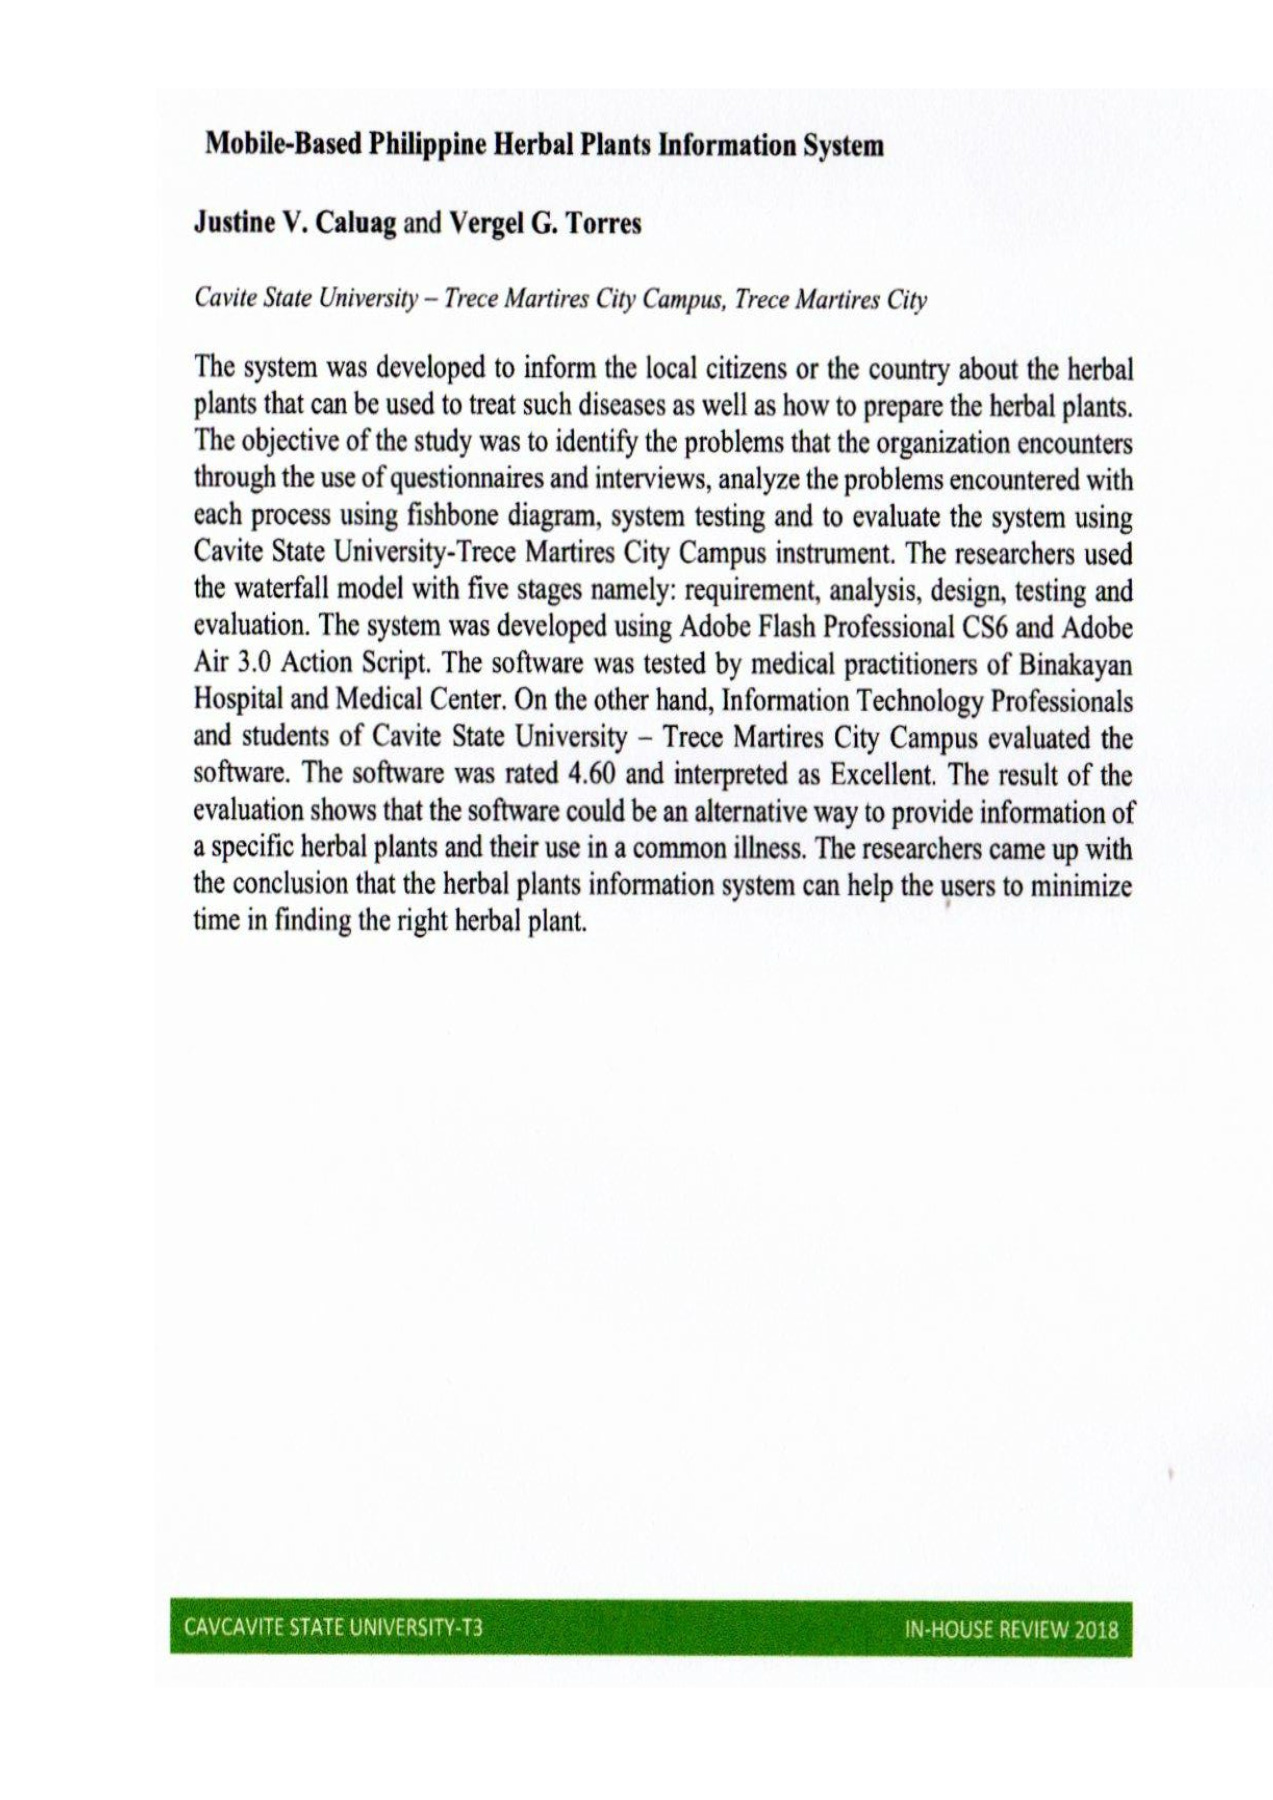 Mobile-Based Philippine Herbal Plants Information System
Justine V. Caluag and Vergel G. Torres
Cavite State University – Trece Martires City Campus, Trece Martires City
The system was developed to inform the local citizens or the country about the herbal
plants that can be used to treat such diseases as well as how to prepare the herbal plants.
The objective of the study was to identify the problems that the organization encounters
through the use of questionnaires and interviews, analyze the problems encountered with
each process using fishbone diagram, system testing and to evaluate the system using
Cavite State University-Trece Martires City Campus instrument. The researchers used
the waterfall model with five stages namely: requirement, analysis, design, testing and
evaluation. The system was developed using Adobe Flash Professional CS6 and Adobe
Air 3.0 Action Script. The software was tested by medical practitioners of Binakayan
Hospital and Medical Center. On the other hand, Information Technology Professionals
and students of Cavite State University – Trece Martires City Campus evaluated the
software. The software was rated 4.60 and interpreted as Excellent. The result of the
evaluation shows that the software could be an alternative way to provide information of
a specific herbal plants and their use in a common illness. The researchers came up with
the conclusion that the herbal plants information system can help the users to minimize
time in finding the right herbal plant.
CAVCAVITE STATE UNIVERSITY-T3 IN-HOUSE REVIEW 2018